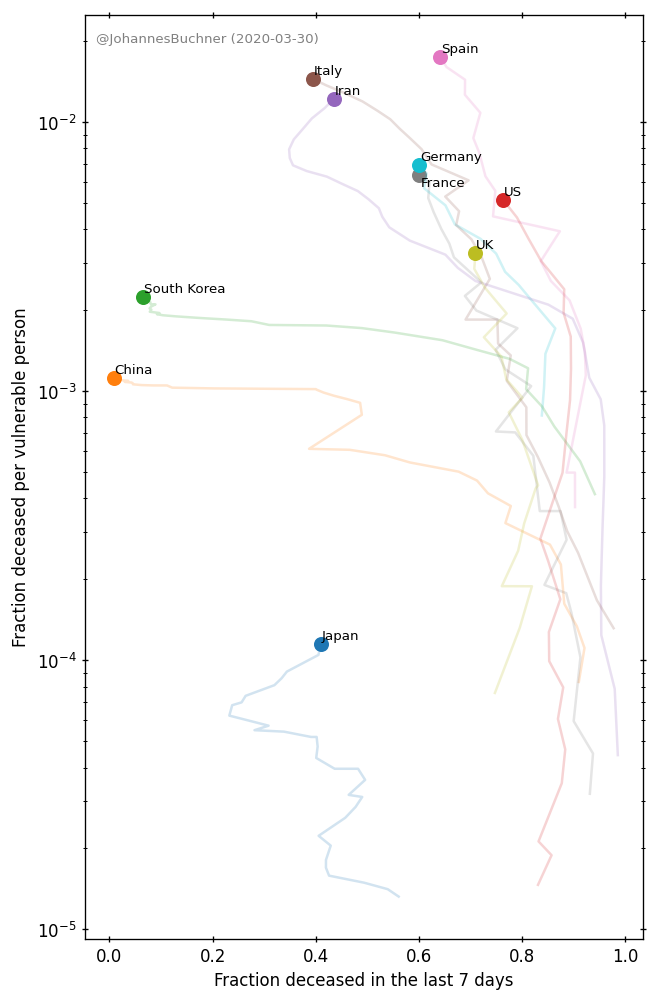 @JohannesBuchner (2020-03-30)
Spain
Italy
Iran
10⁻²
Germany
France
US
UK
South Korea
10⁻³
China
Fraction deceased per vulnerable person
Japan
10⁻⁴
10⁻⁵
0.0 0.2 0.4 0.6 0.8 1.0
Fraction deceased in the last 7 days